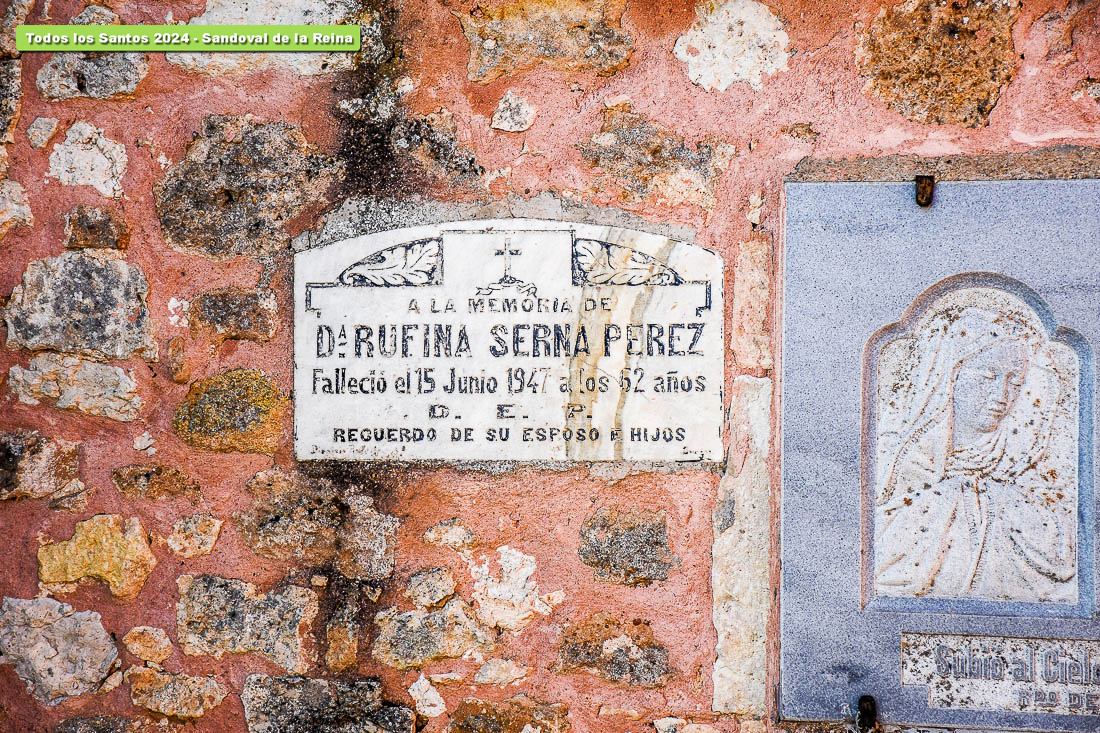 Todos los Santos 2024 - Sandoval de la Reina
A LA MEMORIA DE
Dª RUFINA SERNA PEREZ
Falleció el 15 Junio 1947 a los 62 años
D. E. P.
RECUERDO DE SU ESPOSO E HIJOS
Subió al Cielo